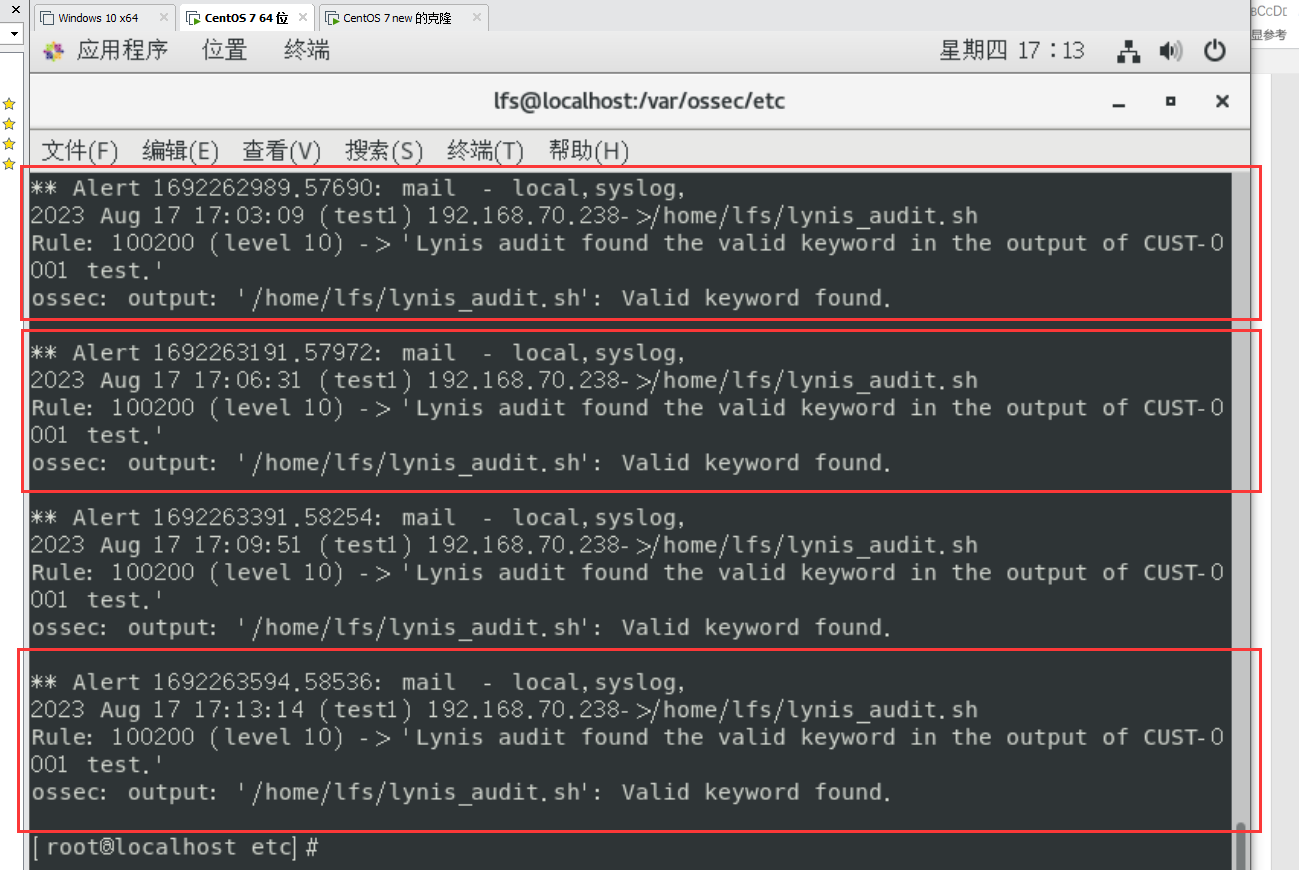 Windows 10 x64
CentOS 7 64 位
CentOS 7 new 的克隆
应用程序 位置 终端 星期四 17：13
显参考
lfs@localhost:/var/ossec/etc
文件(F) 编辑(E) 查看(V) 搜索(S) 终端(T) 帮助(H)
** Alert 1692262989.57690: mail - local,syslog,
2023 Aug 17 17:03:09 (test1) 192.168.70.238->/home/lfs/lynis_audit.sh
Rule: 100200 (level 10) -> 'Lynis audit found the valid keyword in the output of CUST-0
001 test.'
ossec: output: '/home/lfs/lynis_audit.sh': Valid keyword found.
** Alert 1692263191.57972: mail - local,syslog,
2023 Aug 17 17:06:31 (test1) 192.168.70.238->/home/lfs/lynis_audit.sh
Rule: 100200 (level 10) -> 'Lynis audit found the valid keyword in the output of CUST-0
001 test.'
ossec: output: '/home/lfs/lynis_audit.sh': Valid keyword found.
** Alert 1692263391.58254: mail - local,syslog,
2023 Aug 17 17:09:51 (test1) 192.168.70.238->/home/lfs/lynis_audit.sh
Rule: 100200 (level 10) -> 'Lynis audit found the valid keyword in the output of CUST-0
001 test.'
ossec: output: '/home/lfs/lynis_audit.sh': Valid keyword found.
** Alert 1692263594.58536: mail - local,syslog,
2023 Aug 17 17:13:14 (test1) 192.168.70.238->/home/lfs/lynis_audit.sh
Rule: 100200 (level 10) -> 'Lynis audit found the valid keyword in the output of CUST-0
001 test.'
ossec: output: '/home/lfs/lynis_audit.sh': Valid keyword found.
[root@localhost etc]#